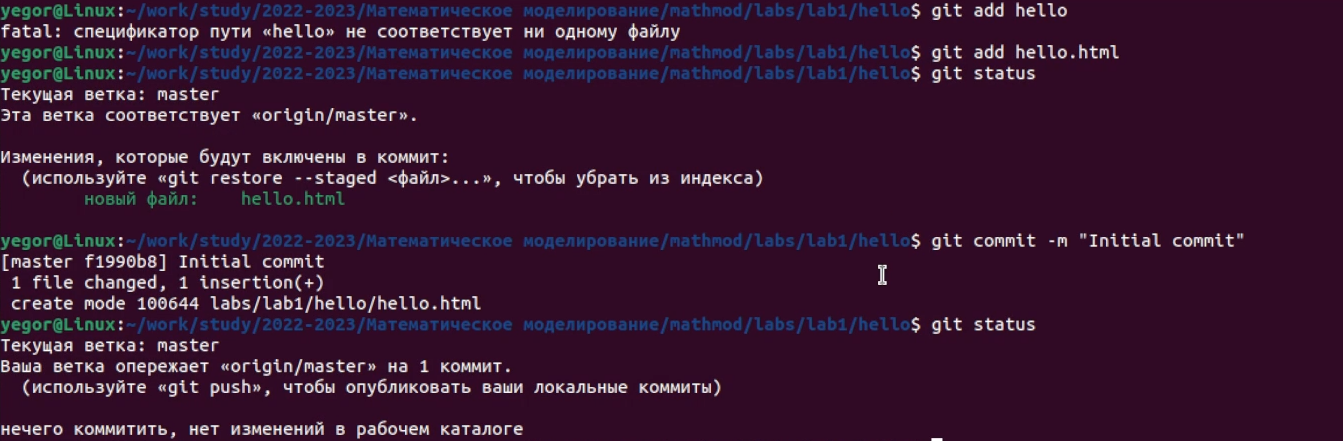 yegor@Linux:~/work/study/2022-2023/Математическое моделирование/mathmod/labs/lab1/hello$ git add hello
fatal: спецификатор пути «hello» не соответствует ни одному файлу
yegor@Linux:~/work/study/2022-2023/Математическое моделирование/mathmod/labs/lab1/hello$ git add hello.html
yegor@Linux:~/work/study/2022-2023/Математическое моделирование/mathmod/labs/lab1/hello$ git status
Текущая ветка: master
Эта ветка соответствует «origin/master».
Изменения, которые будут включены в коммит:
  (используйте «git restore --staged <файл>...», чтобы убрать из индекса)
        новый файл:    hello.html
yegor@Linux:~/work/study/2022-2023/Математическое моделирование/mathmod/labs/lab1/hello$ git commit -m "Initial commit"
[master f1990b8] Initial commit
 1 file changed, 1 insertion(+)
 create mode 100644 labs/lab1/hello/hello.html
yegor@Linux:~/work/study/2022-2023/Математическое моделирование/mathmod/labs/lab1/hello$ git status
Текущая ветка: master
Ваша ветка опережает «origin/master» на 1 коммит.
  (используйте «git push», чтобы опубликовать ваши локальные коммиты)
нечего коммитить, нет изменений в рабочем каталоге